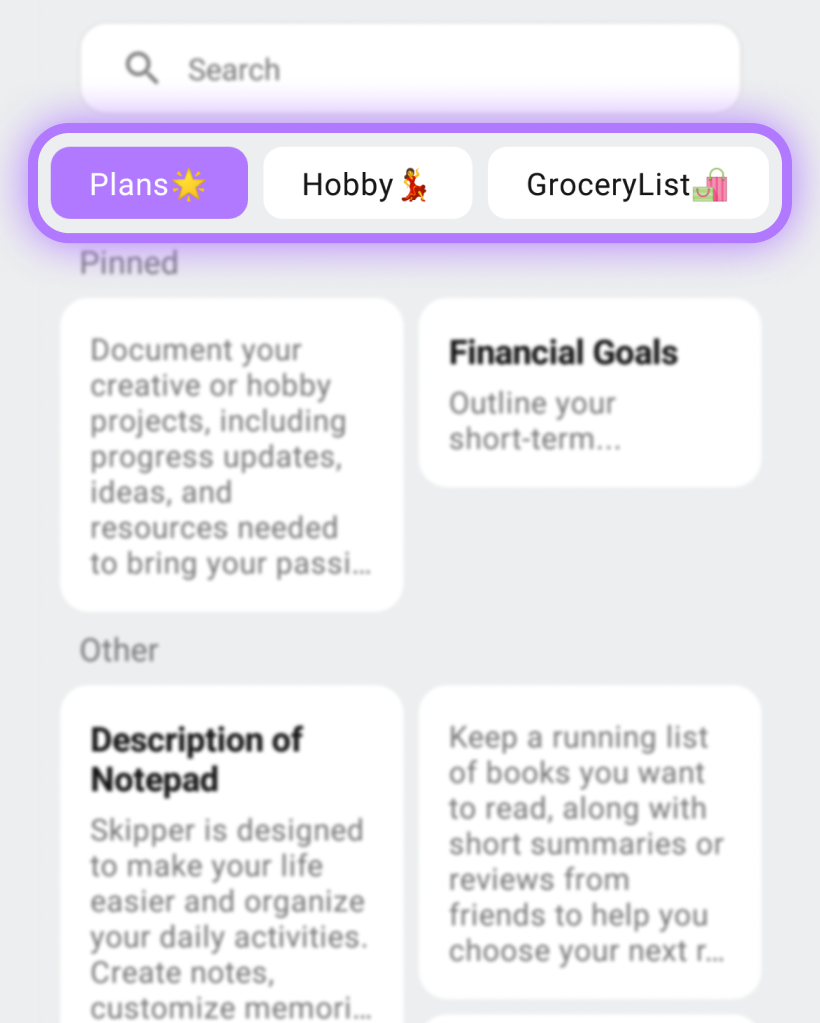 Search
Plans🌟 Hobby💃 GroceryList🛍️
Pinned
Document your
creative or hobby
projects, including
progress updates,
ideas, and
resources needed
to bring your passi...
Financial Goals
Outline your
short-term...
Other
Description of
Notepad
Skipper is designed
to make your life
easier and organize
your daily activities.
Create notes,
customize memori...
Keep a running list
of books you want
to read, along with
short summaries or
reviews from
friends to help you
choose your next r...